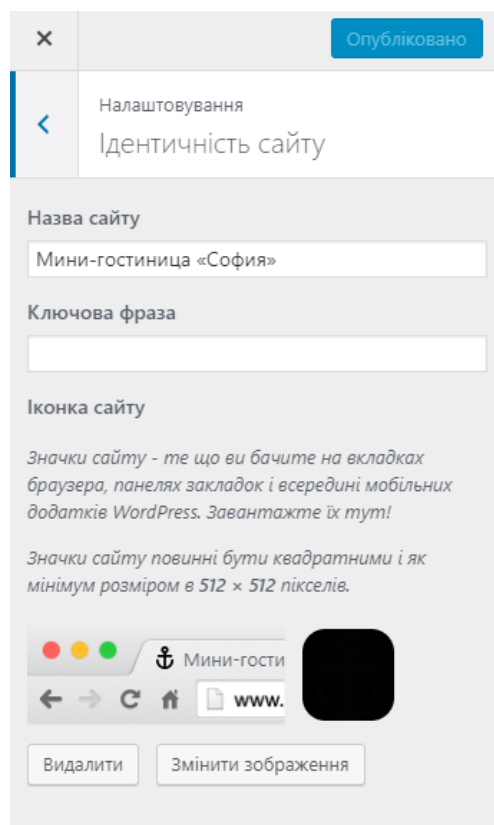 Опубліковано
Налаштовування
Ідентичність сайту
Назва сайту
Мини-гостиница «София»
Ключова фраза
Іконка сайту
Значки сайту - те що ви бачите на вкладках
браузера, панелях закладок і всередині мобільних
додатків WordPress. Завантажте їх тут!
Значки сайту повинні бути квадратними і як
мінімум розміром в 512 × 512 пікселів.
Мини-гости
www.
Видалити
Змінити зображення